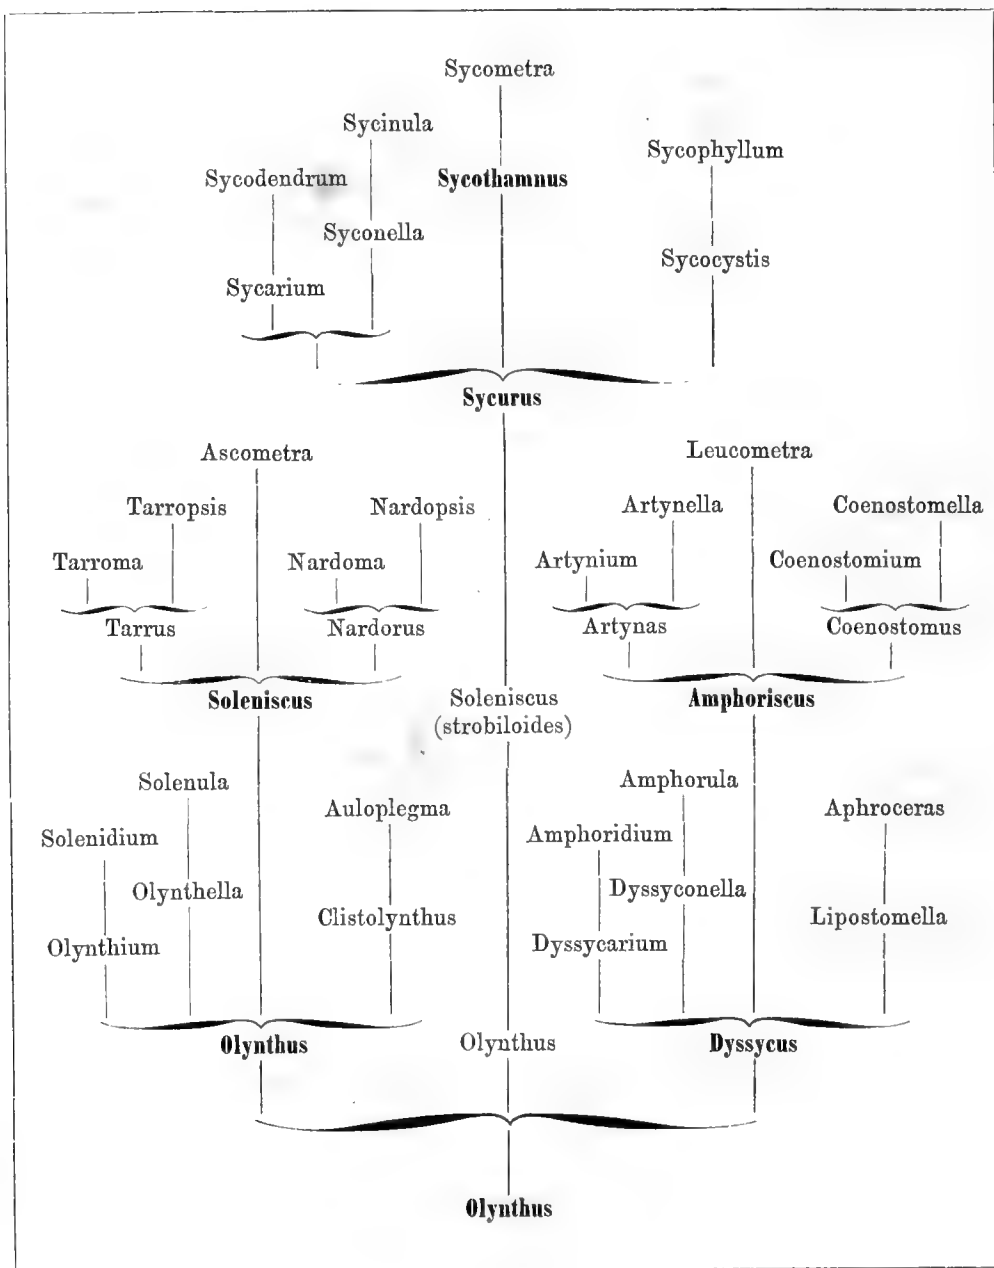 Sycometra
Sycinula
Sycophyllum
Sycodendrum
Sycothamnus
Syconella
Sycocystis
Sycarium
Sycurus
Ascometra
Leucometra
Tarropsis
Nardopsis
Artynella
Coenostomella
Tarroma
Nardoma
Artynium
Coenostomium
Tarrus
Nardorus
Artynas
Coenostomus
Soleniscus
Soleniscus
(strobiloides)
Amphoriscus
Solenula
Amphorula
Auloplegma
Aphroceras
Solenidium
Amphoridium
Olynthella
Dyssyconella
Clistolynthus
Lipostomella
Olynthium
Dyssycarium
Olynthus
Olynthus
Dyssycus
Olynthus